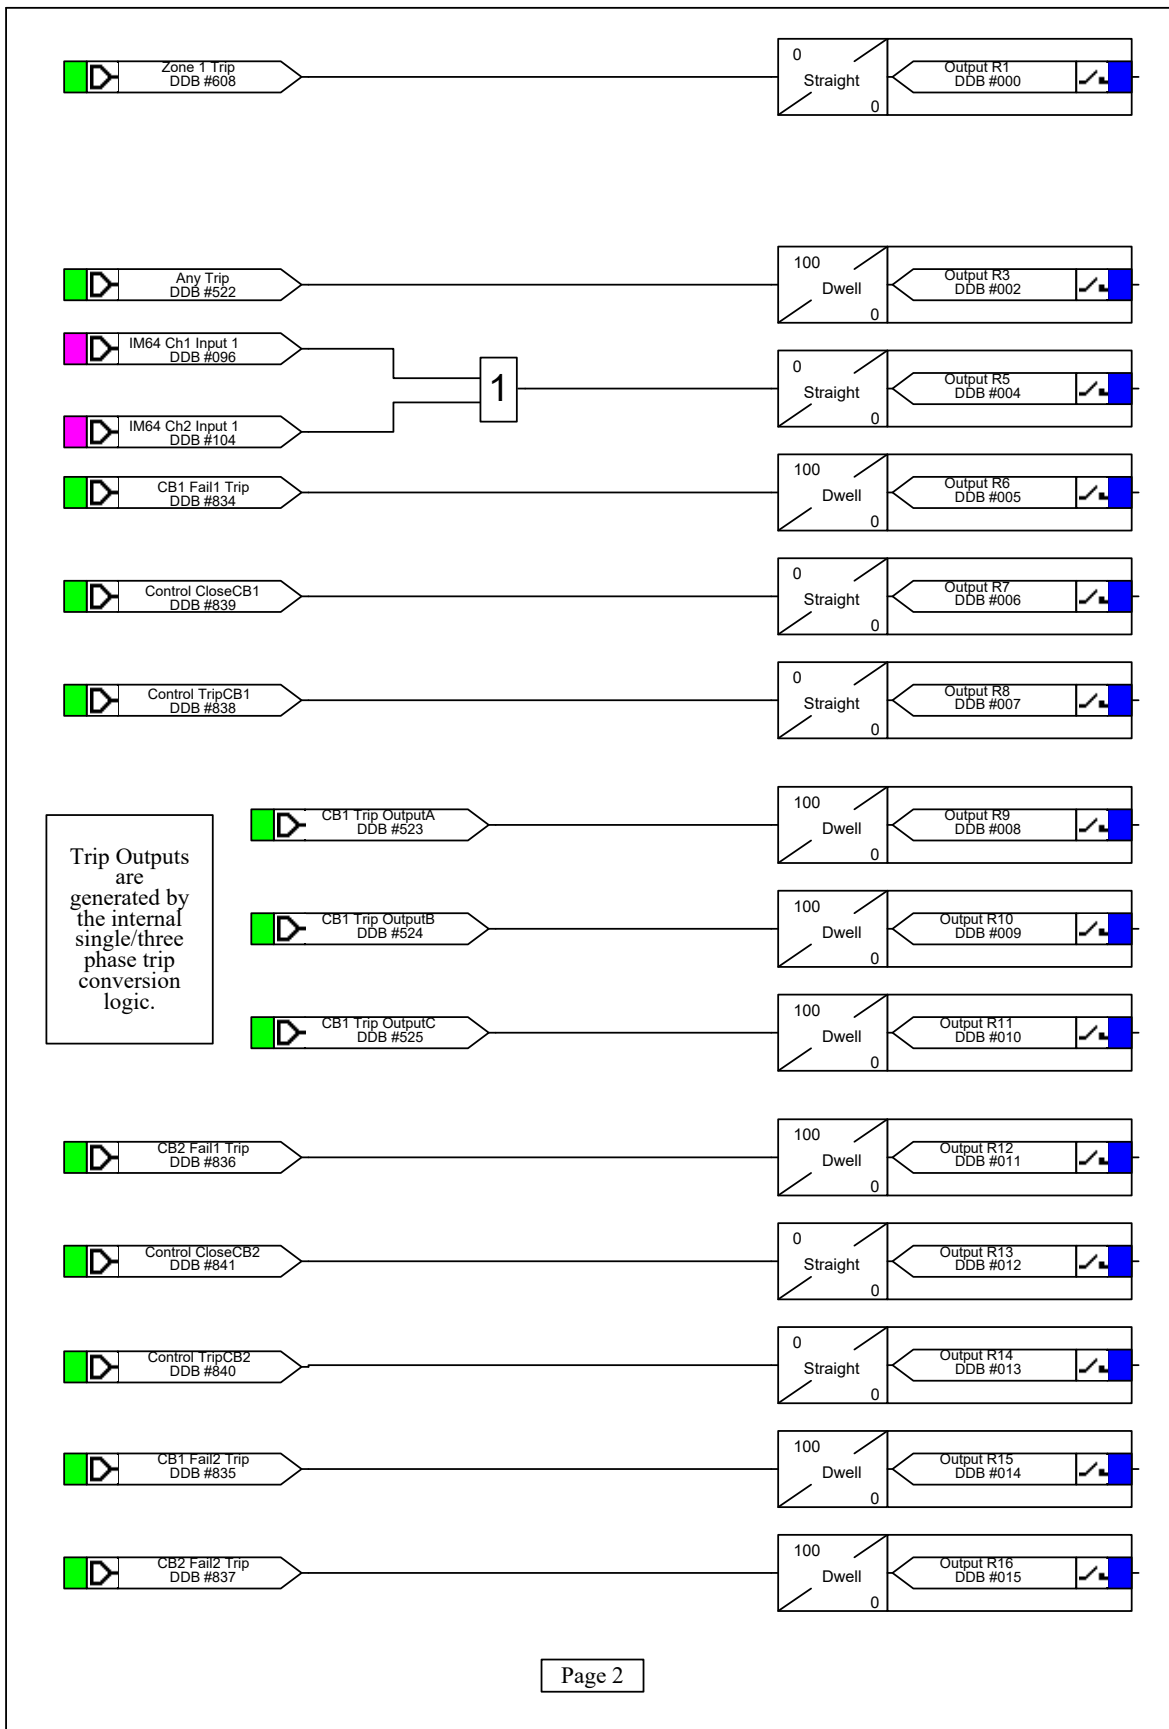 Zone 1 Trip
DDB #608
0
Straight
0
Output R1
DDB #000
Any Trip
DDB #522
100
Dwell
0
Output R3
DDB #002
IM64 Ch1 Input 1
DDB #096
IM64 Ch2 Input 1
DDB #104
1
0
Straight
0
Output R5
DDB #004
CB1 Fail1 Trip
DDB #834
100
Dwell
0
Output R6
DDB #005
Control CloseCB1
DDB #839
0
Straight
0
Output R7
DDB #006
Control TripCB1
DDB #838
0
Straight
0
Output R8
DDB #007
Trip Outputs
are
generated by
the internal
single/three
phase trip
conversion
logic.
CB1 Trip OutputA
DDB #523
100
Dwell
0
Output R9
DDB #008
CB1 Trip OutputB
DDB #524
100
Dwell
0
Output R10
DDB #009
CB1 Trip OutputC
DDB #525
100
Dwell
0
Output R11
DDB #010
CB2 Fail1 Trip
DDB #836
100
Dwell
0
Output R12
DDB #011
Control CloseCB2
DDB #841
0
Straight
0
Output R13
DDB #012
Control TripCB2
DDB #840
0
Straight
0
Output R14
DDB #013
CB1 Fail2 Trip
DDB #835
100
Dwell
0
Output R15
DDB #014
CB2 Fail2 Trip
DDB #837
100
Dwell
0
Output R16
DDB #015
Page 2